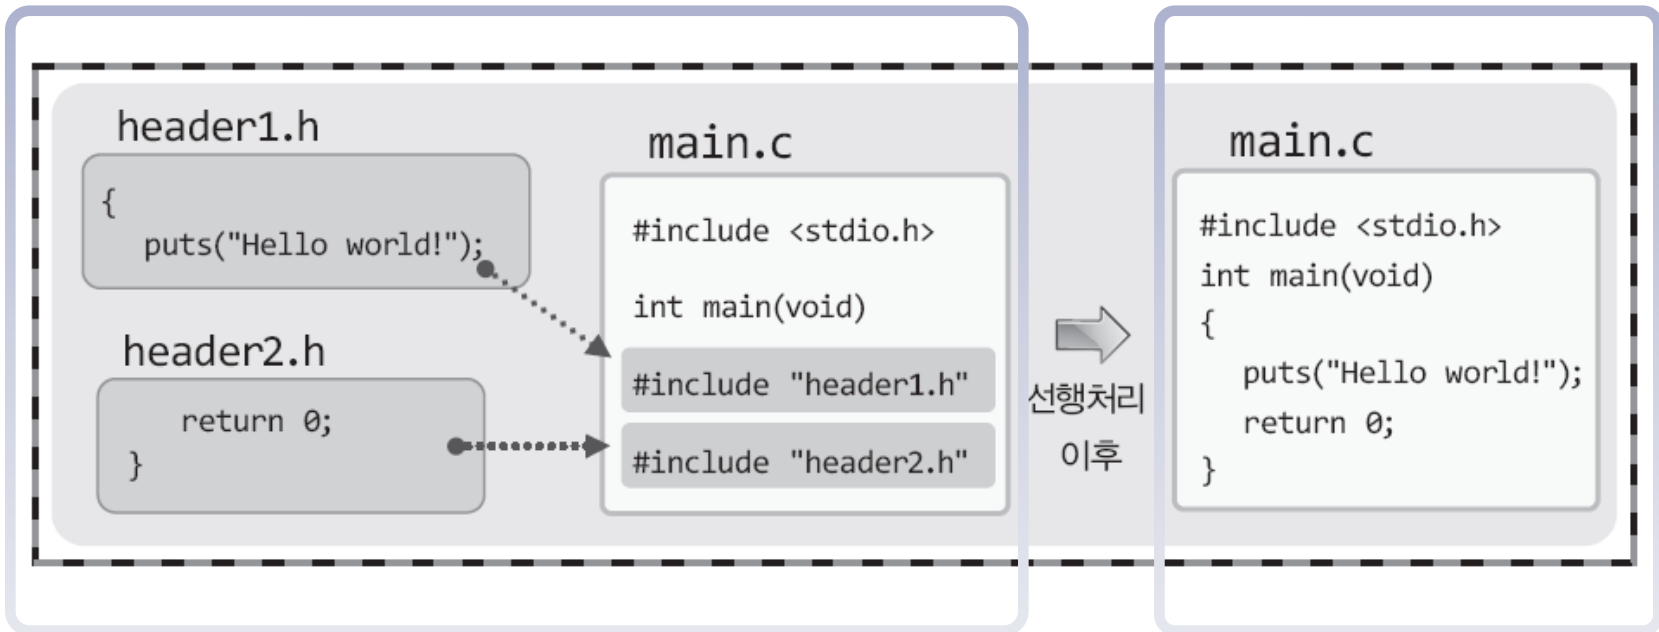 header1.h
{
puts("Hello world!");
header2.h
return 0;
}
main.c
#include <stdio.h>
int main(void)
#include "header1.h"
#include "header2.h"
선행처리
이후
main.c
#include <stdio.h>
int main(void)
{
puts("Hello world!");
return 0;
}